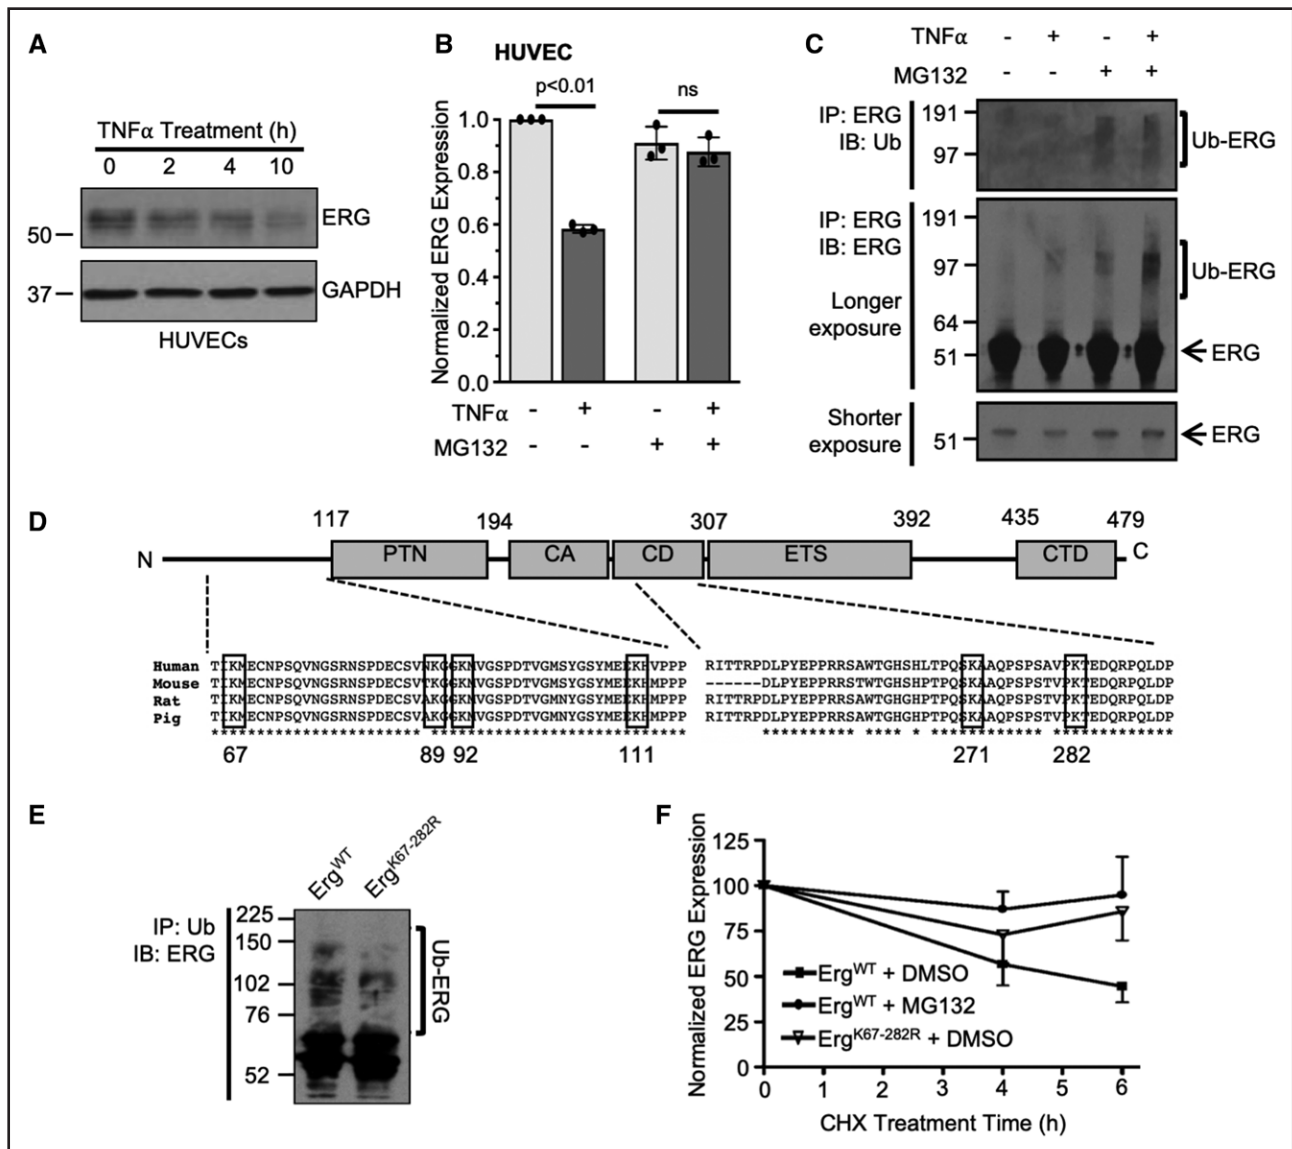 A
TNFα Treatment (h)
0 2 4 10
ERG
50
GAPDH
37
HUVECs
B
HUVEC
p<0.01
ns
Normalized ERG Expression
1.0
0.8
0.6
0.4
0.2
0.0
TNFα - + - +
MG132 - - + +
C
TNFα - + - +
MG132 - - + +
IP: ERG
IB: Ub
191
97
Ub-ERG
IP: ERG
IB: ERG
Longer
exposure
191
97
64
51
Ub-ERG
ERG
Shorter
exposure
51
ERG
D
117 194 307 392 435 479
N PTN CA CD ETS CTD C
Human TIKMECNPSQVNGSRNSPDECSVNKGGKMVGSPDTVGMSYGSYMEEKHVPPP RITTRPDLPYEPPRRSAWTGHSHLTPQSKAAQPSPSAVPKTEDQRPQLDP
Mouse TIKMECNPSQVNGSRNSPDECSVTKGGKMVGSPDTVGMSYGSYMEEKHMPPP ------DLPYEPPRRSTWTGHSHPTPQSKAAQPSPSTVPKTEDQRPQLDP
Rat TIKMECNPSQVNGSRNSPDECSVAKGGKMVGSPDTVGMSYGSYMEEKHMPPP RITTRPDLPYEPPRRSAWTGHGHPTPQSKAAQPSPSTVPKTEDQRPQLDP
Pig TIKMECNPSQVNGSRNSPDECSVAKGGKMVGSPDTVGMNYGSYMEEKHMPPP RITTRPDLPYEPPRRSAWTGHSHPTPQSKAAQPSPSTVPKTEDQRPQLDP
67 89 92 111 271 282
E
Erg^WT Erg^K67-282R
IP: Ub
IB: ERG
225
150
102
76
52
Ub-ERG
F
Normalized ERG Expression
125
100
75
50
25
0
Erg^WT + DMSO
Erg^WT + MG132
Erg^K67-282R + DMSO
0 1 2 3 4 5 6
CHX Treatment Time (h)